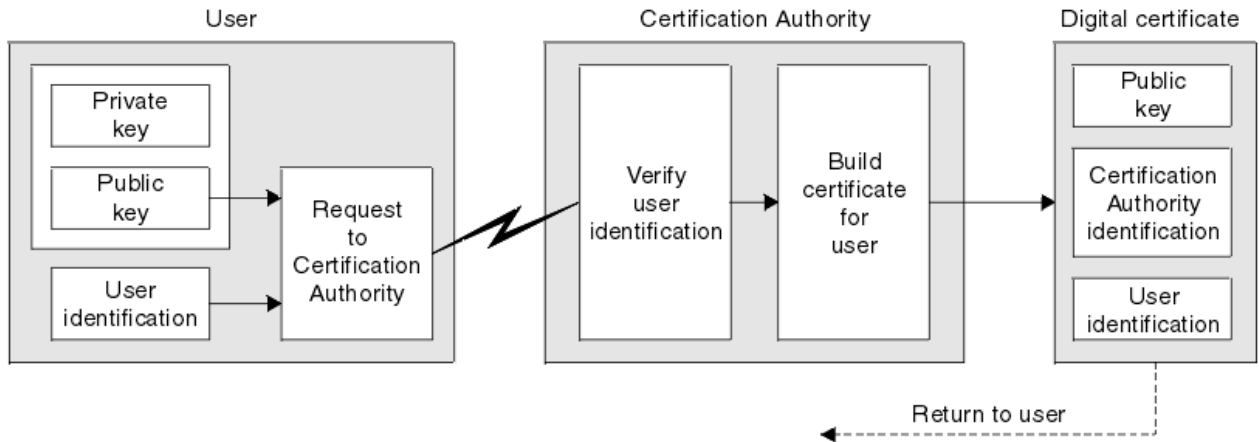 User
Private
key
Public
key
User
identification
Request
to
Certification
Authority
Certification Authority
Verify
user
identification
Build
certificate
for
user
Digital certificate
Public
key
Certification
Authority
identification
User
identification
Return to user